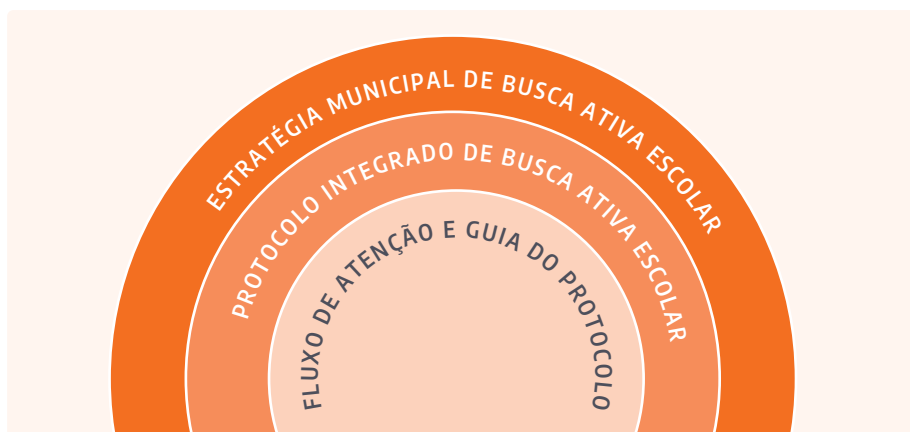 ESTRATÉGIA MUNICIPAL DE BUSCA ATIVA ESCOLAR
PROTOCOLO INTEGRADO DE BUSCA ATIVA ESCOLAR
FLUXO DE ATENÇÃO E GUIA DO PROTOCOLO